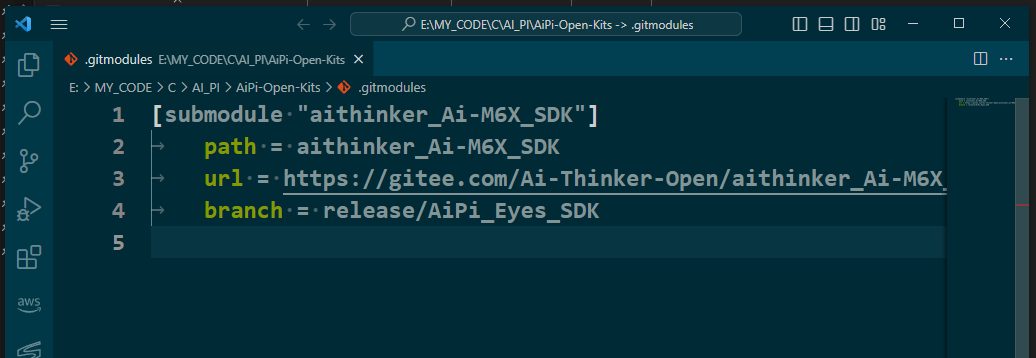 E:\MY_CODE\C\AI_PI\AiPi-Open-Kits -> .gitmodules
.gitmodules E:\MY_CODE\C\AI_PI\AiPi-Open-Kits
E: > MY_CODE > C > AI_PI > AiPi-Open-Kits > .gitmodules
1 [submodule "aithinker_Ai-M6X_SDK"]
2 path = aithinker_Ai-M6X_SDK
3 url = https://gitee.com/Ai-Thinker-Open/aithinker_Ai-M6X_
4 branch = release/AiPi_Eyes_SDK
5
aws